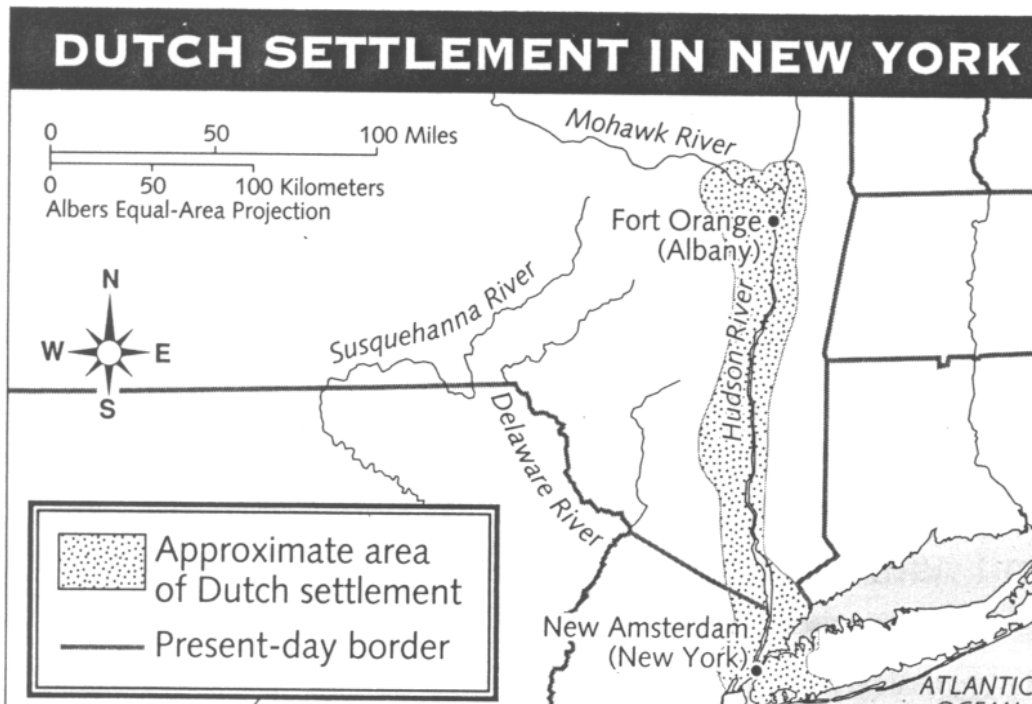 DUTCH SETTLEMENT IN NEW YORK
0 50 100 Miles
0 50 100 Kilometers
Albers Equal-Area Projection
Mohawk River
Fort Orange
(Albany)
N
W E
S
Susquehanna River
Hudson River
Delaware River
Approximate area
of Dutch settlement
Present-day border
New Amsterdam
(New York)
ATLANTIC
OCEAN